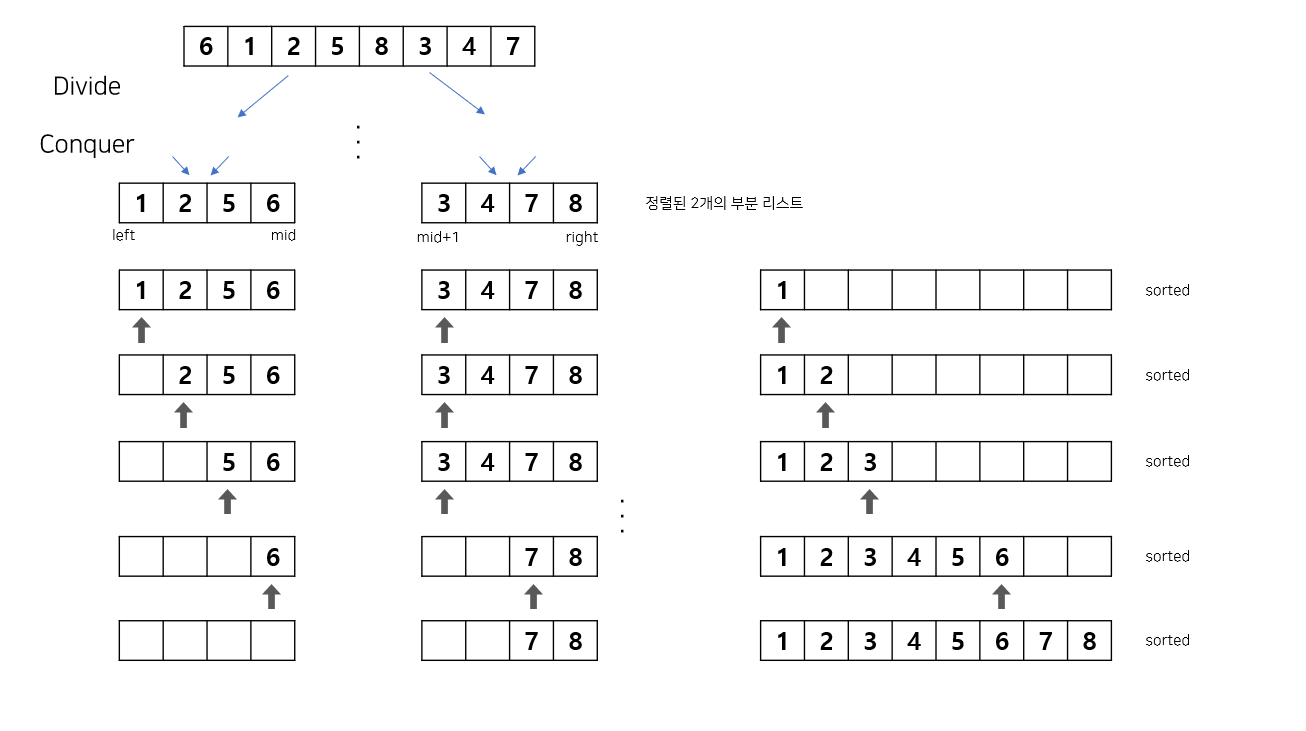 6 1 2 5 8 3 4 7
Divide
Conquer
1 2 5 6 3 4 7 8 정렬된 2개의 부분 리스트
left mid mid+1 right
1 2 5 6 3 4 7 8 1 sorted
2 5 6 3 4 7 8 1 2 sorted
5 6 3 4 7 8 1 2 3 sorted
6 7 8 1 2 3 4 5 6 sorted
7 8 1 2 3 4 5 6 7 8 sorted